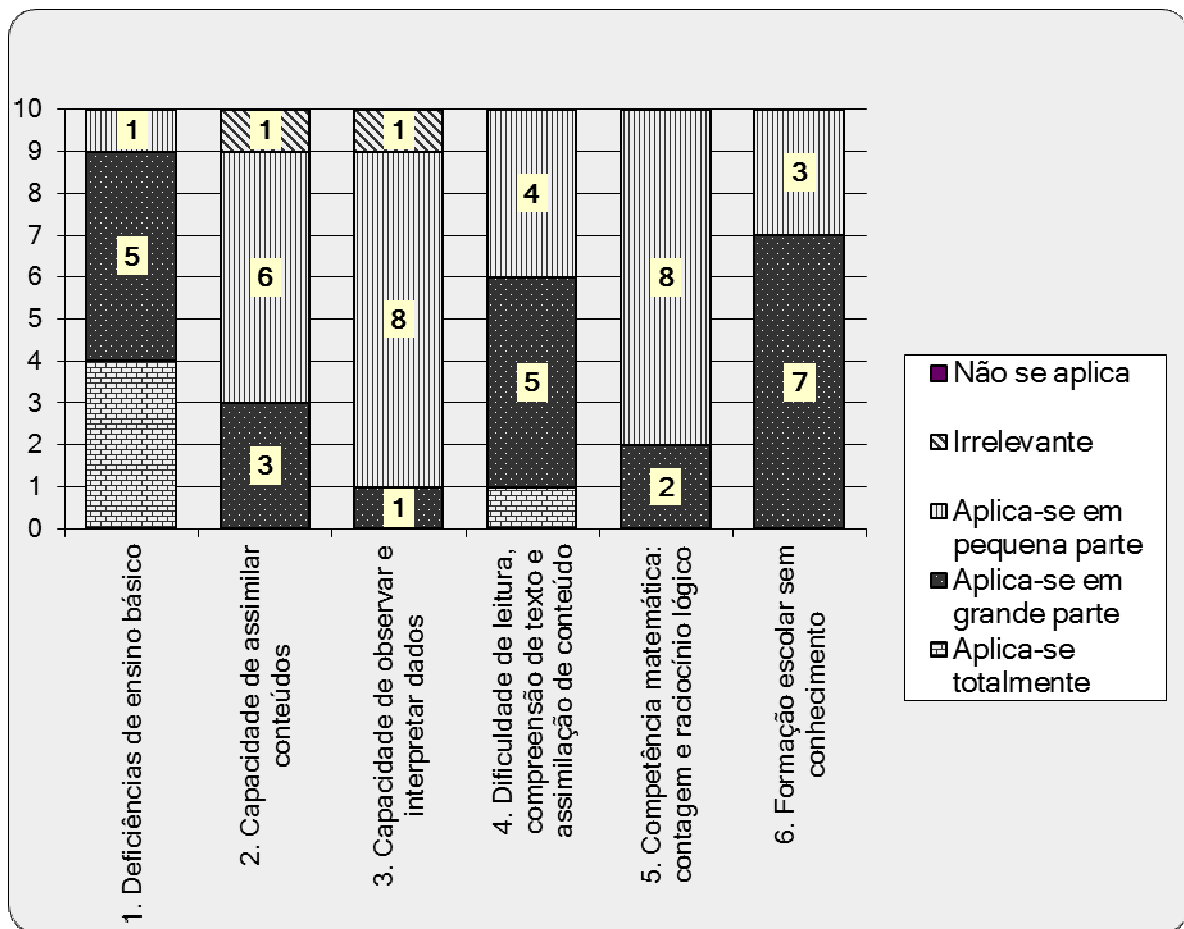 10
9
8
7
6
5
4
3
2
1
0
1
5
1
6
3
1
8
1
4
5
8
2
3
7
1. Deficiências de ensino básico
2. Capacidade de assimilar
conteúdos
3. Capacidade de observar e
interpretar dados
4. Dificuldade de leitura,
compreensão de texto e
assimilação de conteúdo
5. Competência matemática:
contagem e raciocínio lógico
6. Formação escolar sem
conhecimento
Não se aplica
Irrelevante
Aplica-se em
pequena parte
Aplica-se em
grande parte
Aplica-se
totalmente